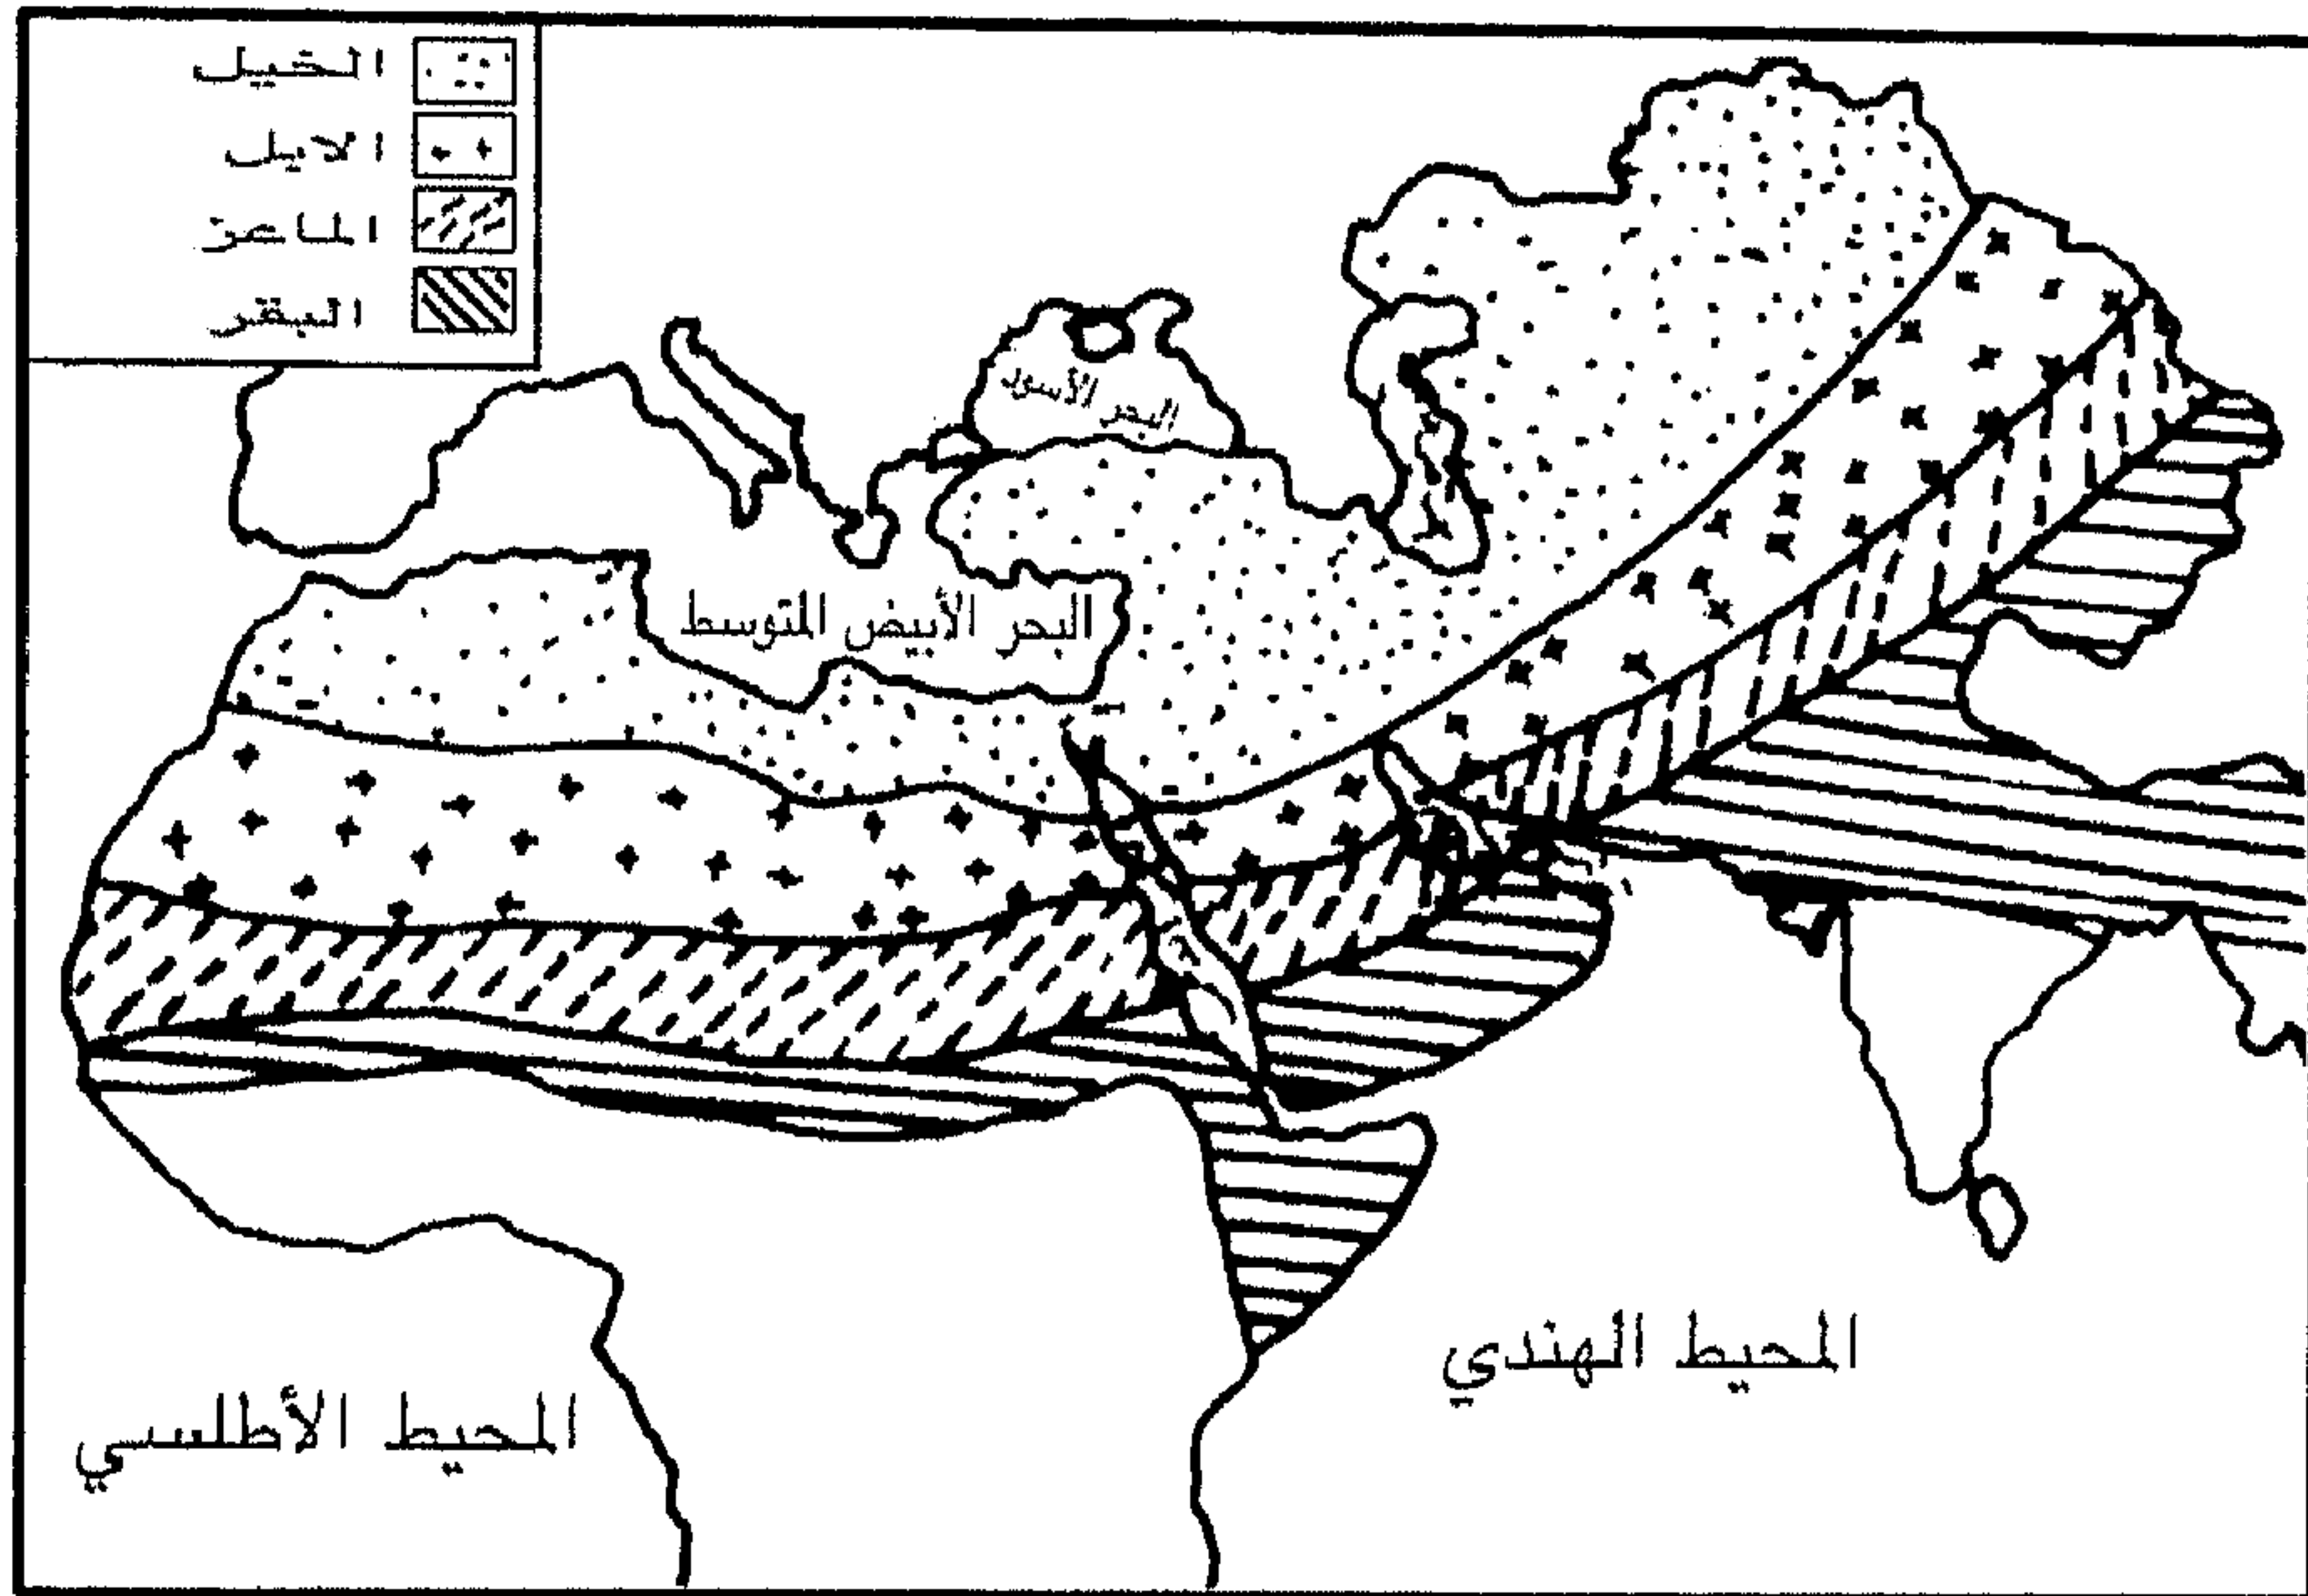 الخيل
الابل
الماعز
البقر
البحر الأسود
البحر الأبيض المتوسط
المحيط الهندي
المحيط الأطلسي